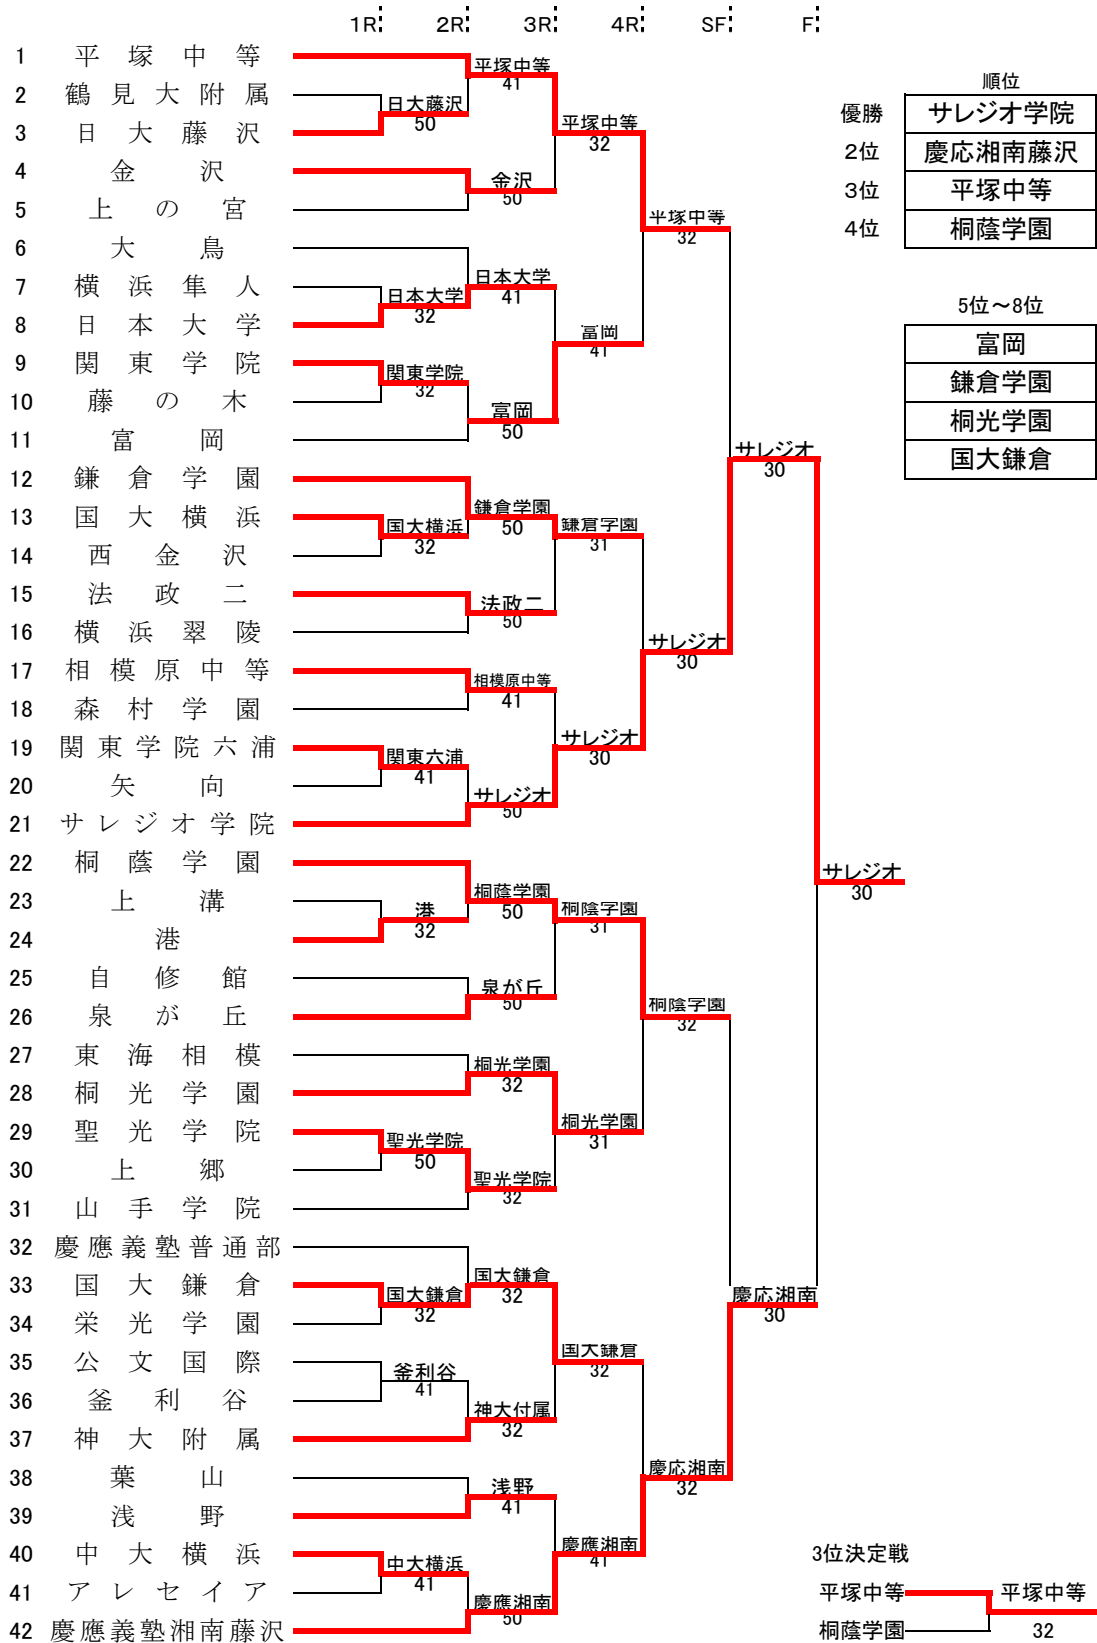 1R 2R 3R 4R SF F
1 平塚中等
2 鶴見大附属
3 日大藤沢
4 金沢
5 上の宮
6 大鳥
7 横浜隼人
8 日本大学
9 関東学院
10 藤の木
11 富岡
12 鎌倉学園
13 国大横浜
14 西金沢
15 法政二
16 横浜翠陵
17 相模原中等
18 森村学園
19 関東学院六浦
20 矢向
21 サレジオ学院
22 桐蔭学園
23 上溝
24 港
25 自修館
26 泉が丘
27 東海相模
28 桐光学園
29 聖光学院
30 上郷
31 山手学院
32 慶應義塾普通部
33 国大鎌倉
34 栄光学園
35 公文国際
36 釜利谷
37 神大附属
38 葉山
39 浅野
40 中大横浜
41 アレセイア
42 慶應義塾湘南藤沢
日大藤沢
50
日本大学
32
関東学院
32
国大横浜
32
関東六浦
41
港
32
聖光学院
50
国大鎌倉
32
釜利谷
41
中大横浜
41
平塚中等
41
金沢
50
日本大学
41
富岡
50
鎌倉学園
50
法政二
50
相模原中等
41
サレジオ
50
桐蔭学園
50
泉が丘
50
桐光学園
32
聖光学院
32
国大鎌倉
32
神大付属
32
浅野
41
慶應湘南
50
平塚中等
32
富岡
41
鎌倉学園
31
サレジオ
30
桐陰学園
31
桐光学園
31
国大鎌倉
32
慶應湘南
41
平塚中等
32
サレジオ
30
桐陰学園
32
慶応湘南
32
サレジオ
30
慶応湘南
30
サレジオ
30
順位
優勝 サレジオ学院
2位 慶応湘南藤沢
3位 平塚中等
4位 桐蔭学園
5位～8位
富岡
鎌倉学園
桐光学園
国大鎌倉
3位決定戦
平塚中等 平塚中等
桐蔭学園 32